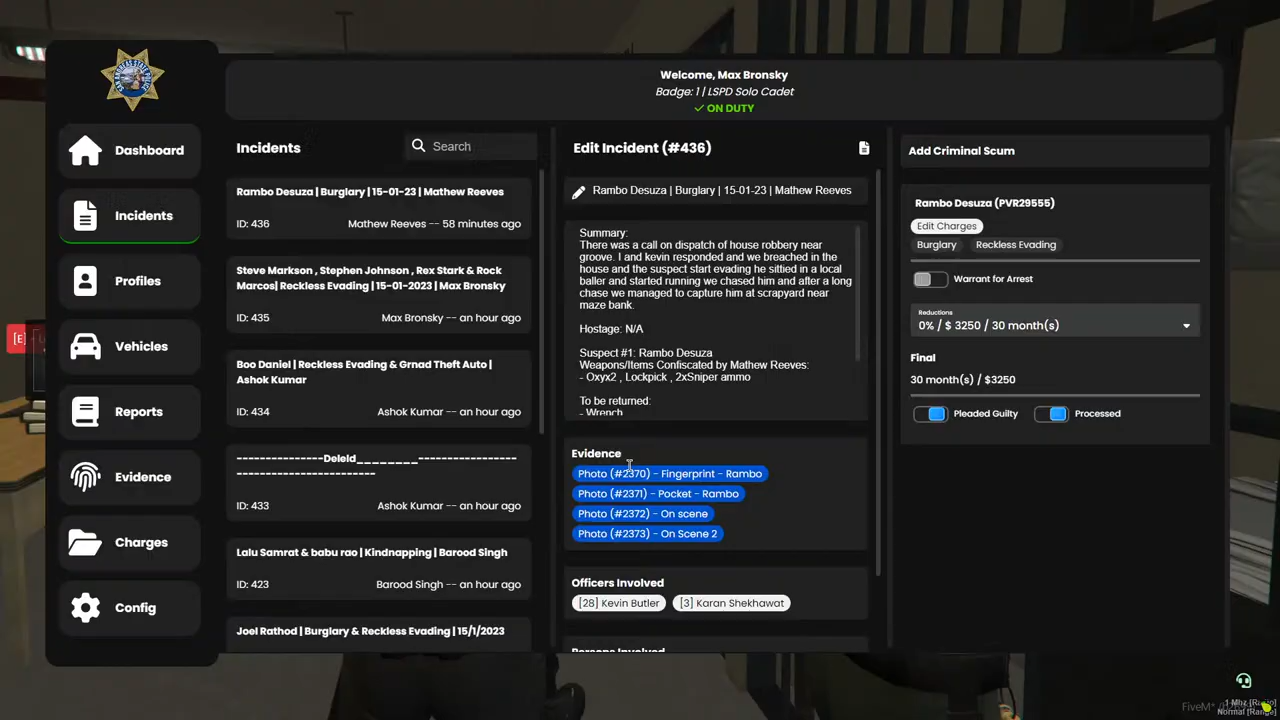 Welcome, Max Bronsky
Badge: 1 | LSPD Solo Cadet
✓ ON DUTY
Dashboard
Incidents
Profiles
Vehicles
Reports
Evidence
Charges
Config
Incidents
Search
Rambo Desuza | Burglary | 15-01-23 | Mathew Reeves
ID: 436
Mathew Reeves -- 58 minutes ago
Steve Markson , Stephen Johnson , Rex Stark & Rock
Marcos| Reckless Evading | 15-01-2023 | Max Bronsky
ID: 435
Max Bronsky -- an hour ago
Boo Daniel | Reckless Evading & Grnad Theft Auto |
Ashok Kumar
ID: 434
Ashok Kumar -- an hour ago
----------------Deleid________-----------------
--------------------------
ID: 433
Ashok Kumar -- an hour ago
Lalu Samrat & babu rao | Kindnapping | Barood Singh
ID: 423
Barood Singh -- an hour ago
Joel Rathod | Burglary & Reckless Evading | 15/1/2023
Edit Incident (#436)
Rambo Desuza | Burglary | 15-01-23 | Mathew Reeves
Summary:
There was a call on dispatch of house robbery near
groove. I and kevin responded and we breached in the
house and the suspect start evading he sittied in a local
baller and started running we chased him and after a long
chase we managed to capture him at scrapyard near
maze bank.
Hostage: N/A
Suspect #1: Rambo Desuza
Weapons/Items Confiscated by Mathew Reeves:
- Oxyx2 , Lockpick , 2xSniper ammo
To be returned:
- Wrench
Evidence
Photo (#2370) - Fingerprint - Rambo
Photo (#2371) - Pocket - Rambo
Photo (#2372) - On scene
Photo (#2373) - On Scene 2
Officers Involved
[28] Kevin Butler
[3] Karan Shekhawat
Persons Involved
Add Criminal Scum
Rambo Desuza (PVR29555)
Edit Charges
Burglary
Reckless Evading
Warrant for Arrest
Reductions
0% / $ 3250 / 30 month(s)
Final
30 month(s) / $3250
Pleaded Guilty
Processed
[E]
FiveM*
1 Mhz [Range]
Normal [Range]